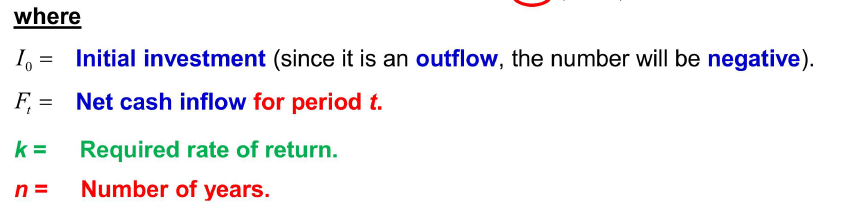 where
I₀ = Initial investment (since it is an outflow, the number will be negative).
Fₜ = Net cash inflow for period t.
k = Required rate of return.
n = Number of years.